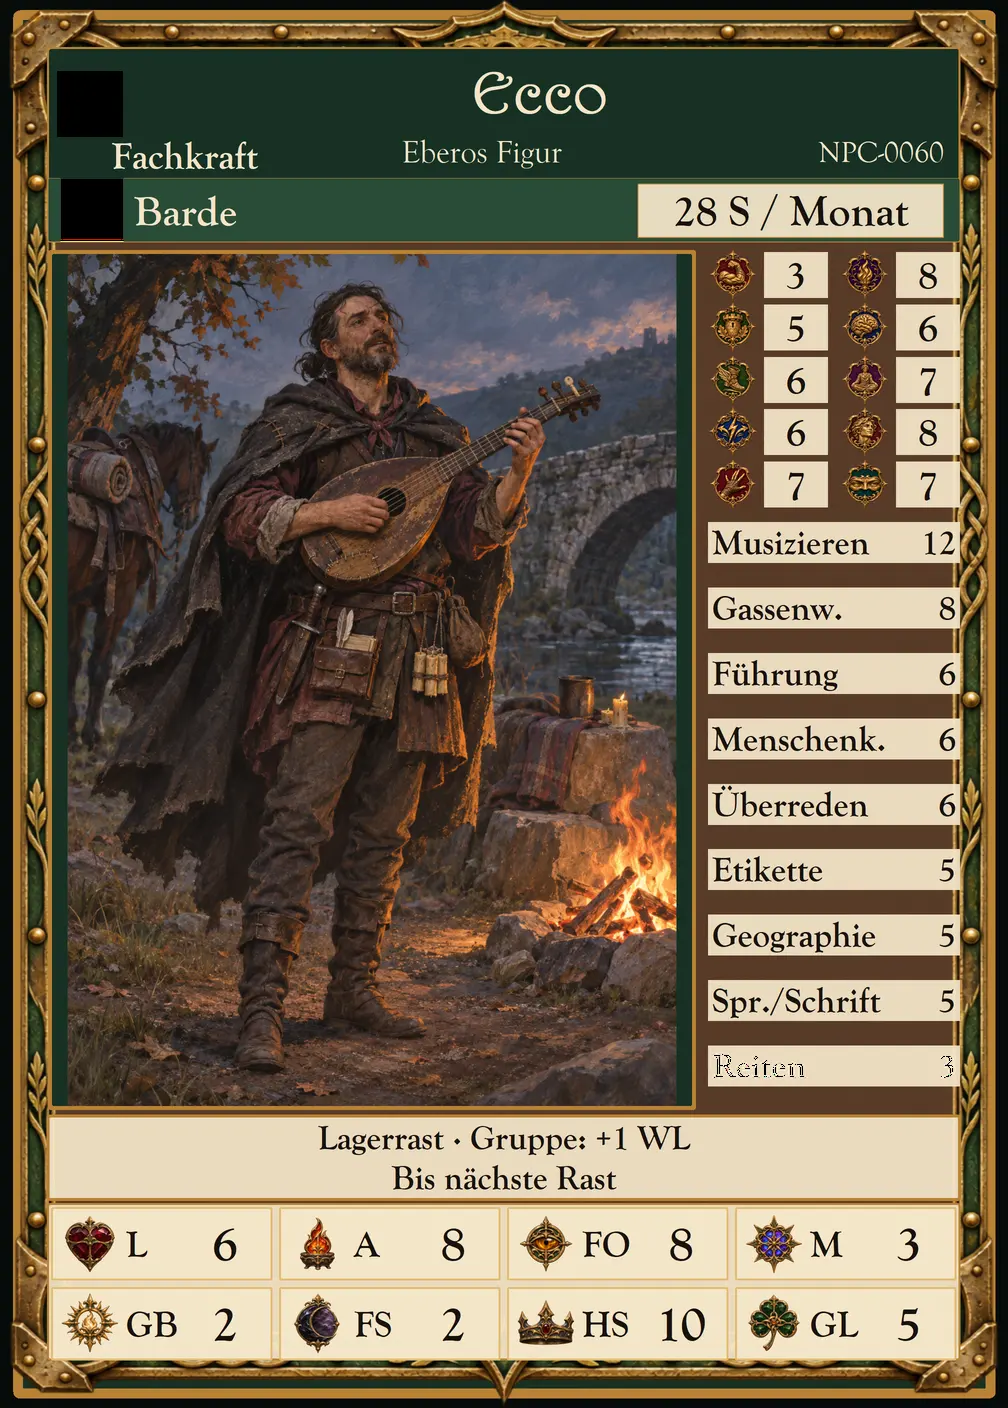 Ecco
Fachkraft Eberos Figur NPC-0060
Barde 28 S / Monat
3 8
5 6
6 7
6 8
7 7
Musizieren 12
Gassenw. 8
Führung 6
Menschenk. 6
Überreden 6
Etikette 5
Geographie 5
Spr./Schrift 5
Reiten 3
Lagerrast · Gruppe: +1 WL
Bis nächste Rast
L 6 A 8 FO 8 M 3
GB 2 FS 2 HS 10 GL 5